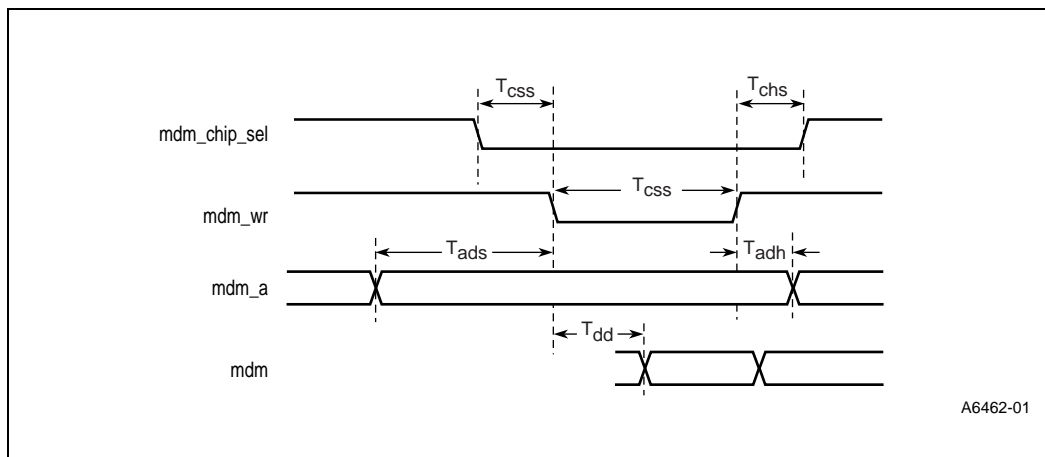 Tcss
Tchs
mdm_chip_sel
Tcss
mdm_wr
Tads
Tadh
mdm_a
Tdd
mdm
A6462-01